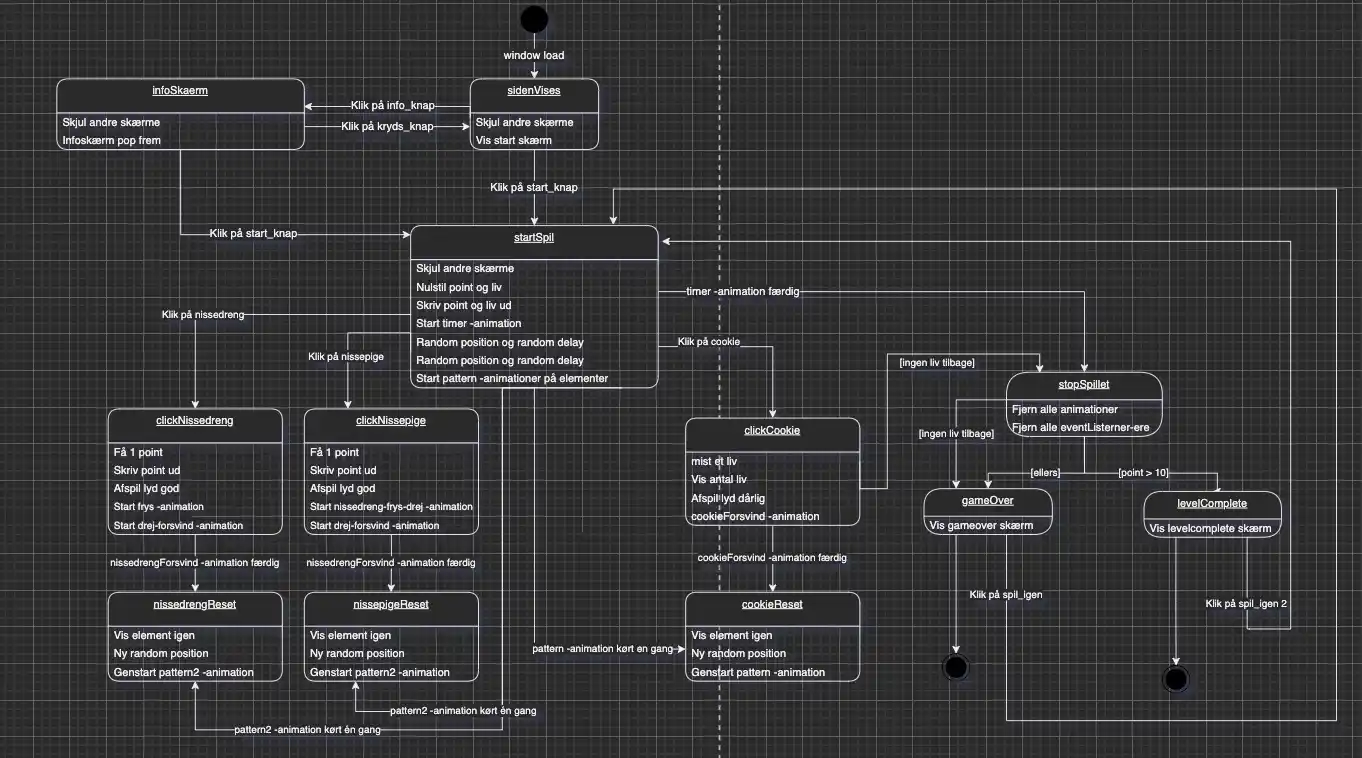 window load
infoSkaerm
Skjul andre skærme
Infoskærm pop frem
Klik på info_knap
Klik på kryds_knap
sidenVises
Skjul andre skærme
Vis start skærm
Klik på start_knap
Klik på start_knap
startSpil
Skjul andre skærme
Nulstil point og liv
Skriv point og liv ud
Start timer -animation
Random position og random delay
Random position og random delay
Start pattern -animationer på elementer
timer -animation færdig
Klik på nissedreng
Klik på nissepige
Klik på cookie
[ingen liv tilbage]
stopSpillet
Fjern alle animationer
Fjern alle eventListerner-ere
clickNissedreng
Få 1 point
Skriv point ud
Afspil lyd god
Start frys -animation
Start drej-forsvind -animation
clickNissepige
Få 1 point
Skriv point ud
Afspil lyd god
Start nissedreng-frys-drej -animation
Start drej-forsvind -animation
clickCookie
mist et liv
Vis antal liv
Afspil lyd dårlig
cookieForsvind -animation
[ingen liv tilbage]
[ellers]
[point > 10]
gameOver
Vis gameover skærm
levelComplete
Vis levelcomplete skærm
nissedrengForsvind -animation færdig
nissedrengForsvind -animation færdig
cookieForsvind -animation færdig
nissedrengReset
Vis element igen
Ny random position
Genstart pattern2 -animation
nissepigeReset
Vis element igen
Ny random position
Genstart pattern2 -animation
pattern -animation kørt en gang
cookieReset
Vis element igen
Ny random position
Genstart pattern -animation
Klik på spil_igen
Klik på spil_igen 2
pattern2 -animation kørt én gang
pattern2 -animation kørt én gang